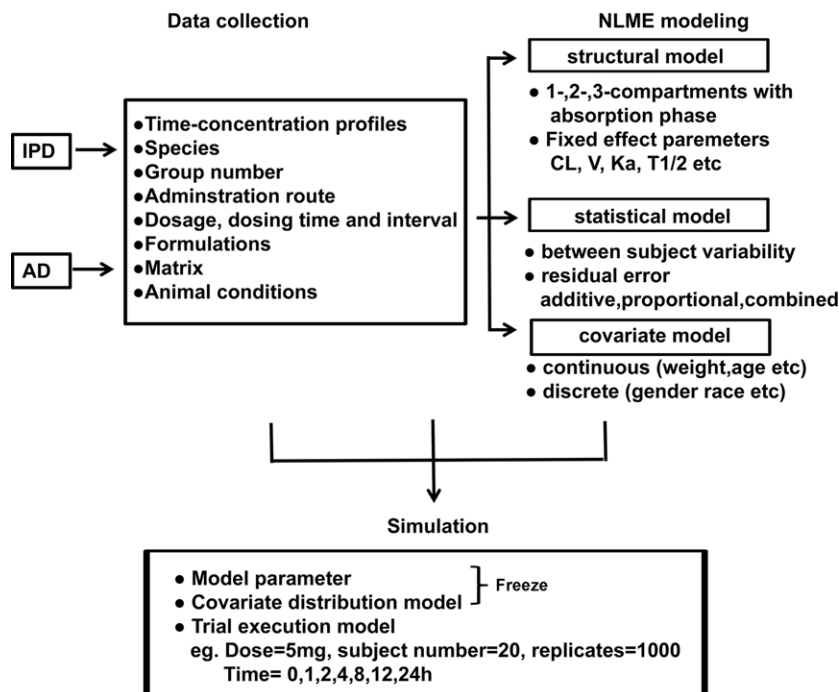 Data collection
NLME modeling
IPD
AD
●Time-concentration profiles
●Species
●Group number
●Adminstration route
●Dosage, dosing time and interval
●Formulations
●Matrix
●Animal conditions
structural model
● 1-,2-,3-compartments with
absorption phase
● Fixed effect paremeters
CL, V, Ka, T1/2 etc
statistical model
● between subject variability
● residual error
additive,proportional,combined
covariate model
● continuous (weight,age etc)
● discrete (gender race etc)
Simulation
● Model parameter
● Covariate distribution model
Freeze
● Trial execution model
eg. Dose=5mg, subject number=20, replicates=1000
Time= 0,1,2,4,8,12,24h